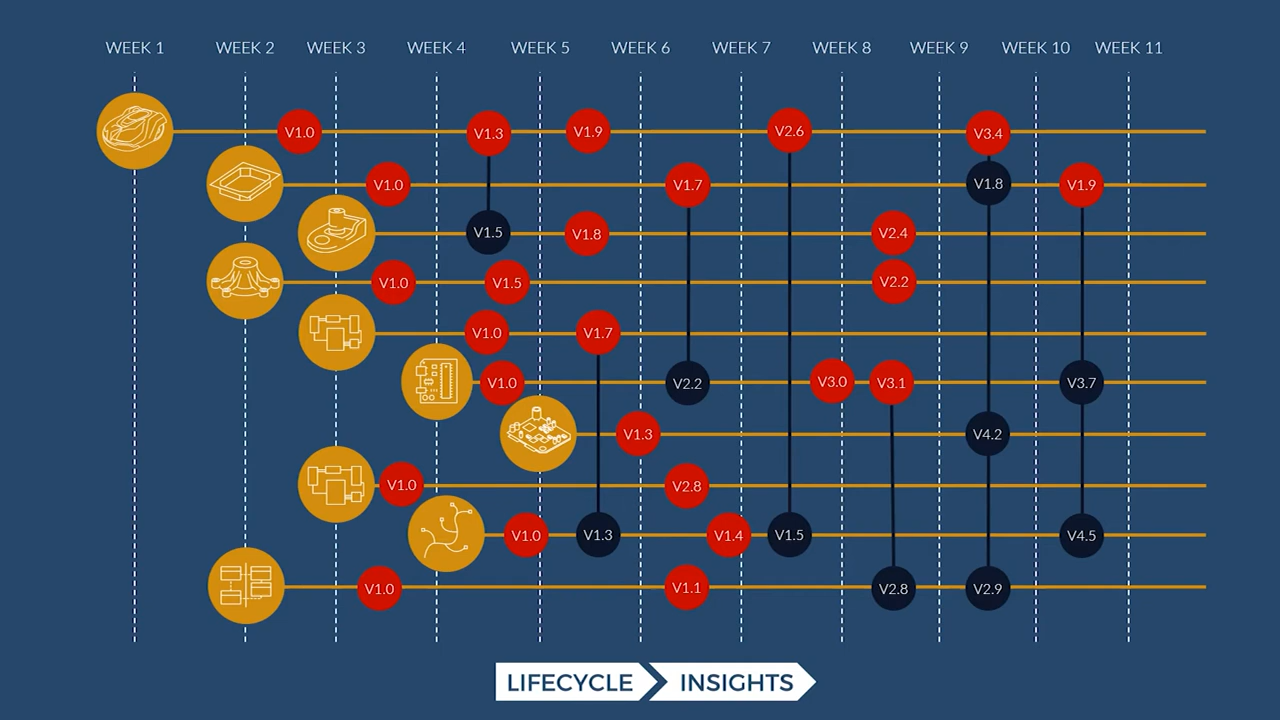 WEEK 1 WEEK 2 WEEK 3 WEEK 4 WEEK 5 WEEK 6 WEEK 7 WEEK 8 WEEK 9 WEEK 10 WEEK 11
V1.0 V1.3 V1.9 V2.6 V3.4
V1.0 V1.7 V1.8 V1.9
V1.5 V1.8 V2.4
V1.0 V1.5 V2.2
V1.0 V1.7
V1.0 V2.2 V3.0 V3.1 V3.7
V1.3 V4.2
V1.0 V2.8
V1.0 V1.3 V1.4 V1.5 V4.5
V1.0 V1.1 V2.8 V2.9
LIFECYCLE INSIGHTS